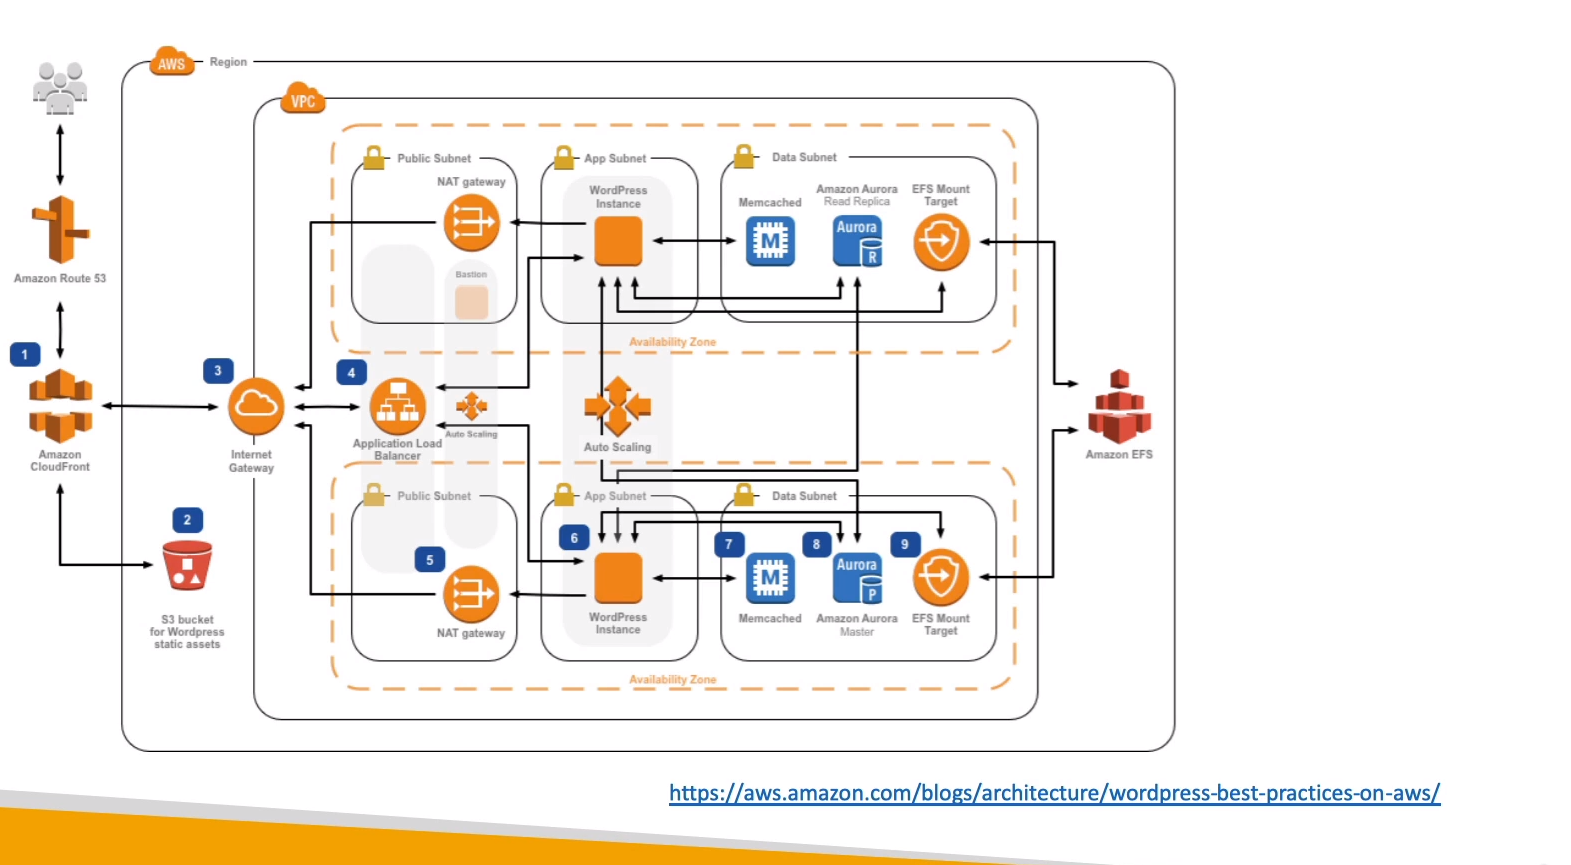 AWS
Region
VPC
Public Subnet
App Subnet
Data Subnet
NAT gateway
WordPress
Instance
Memcached
M
Amazon Aurora
Read Replica
Aurora
R
EFS Mount
Target
Bastion
Availability Zone
Amazon Route 53
1
Amazon
CloudFront
3
Internet
Gateway
4
Application Load
Balancer
Auto Scaling
Auto Scaling
Amazon EFS
2
S3 bucket
for Wordpress
static assets
Public Subnet
App Subnet
Data Subnet
5
NAT gateway
6
WordPress
Instance
7
M
Memcached
8
Aurora
P
Amazon Aurora
Master
9
EFS Mount
Target
Availability Zone
https://aws.amazon.com/blogs/architecture/wordpress-best-practices-on-aws/